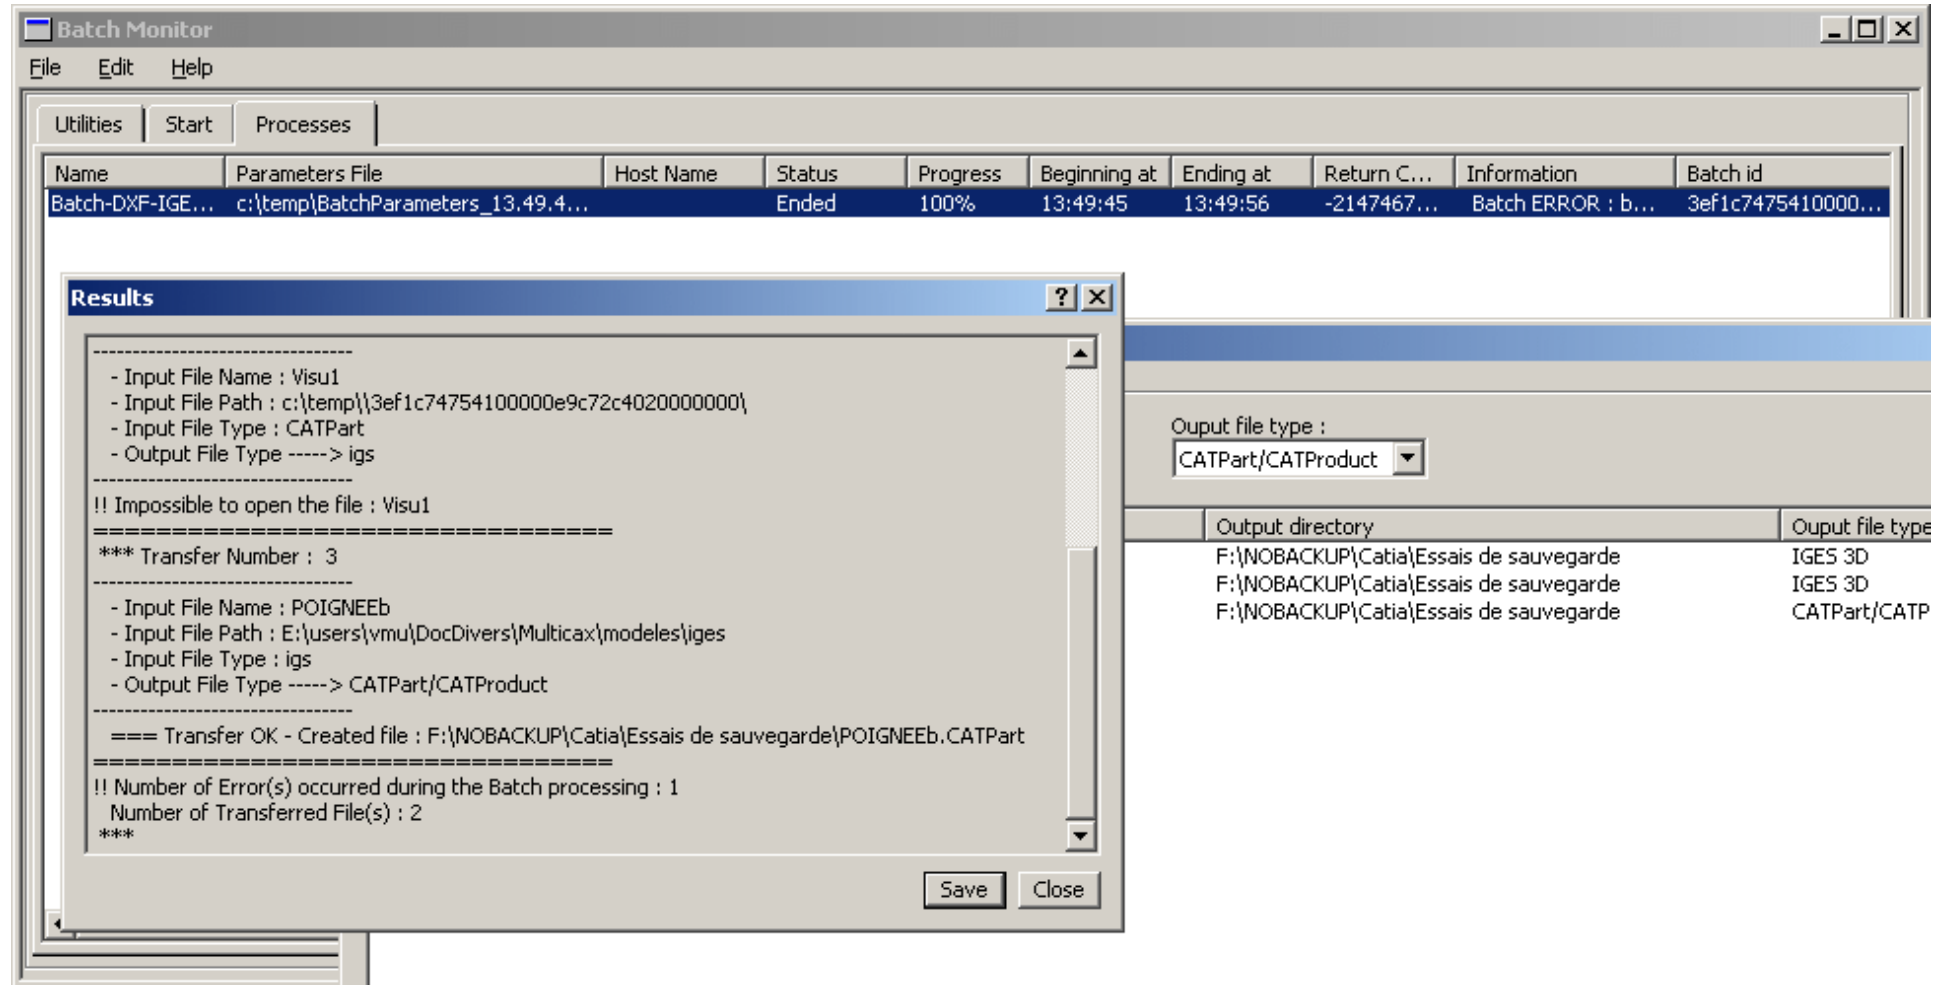 Batch Monitor
File Edit Help
Utilities Start Processes
Name Parameters File Host Name Status Progress Beginning at Ending at Return C... Information Batch id
Batch-DXF-IGE... c:\temp\BatchParameters_13.49.4... Ended 100% 13:49:45 13:49:56 -2147467... Batch ERROR : b... 3ef1c7475410000...
Results
---------------------------------
- Input File Name : Visu1
- Input File Path : c:\temp\\3ef1c74754100000e9c72c4020000000\
- Input File Type : CATPart
- Output File Type -----> igs
---------------------------------
!! Impossible to open the file : Visu1
=================================
*** Transfer Number : 3
---------------------------------
- Input File Name : POIGNEEb
- Input File Path : E:\users\vmu\DocDivers\Multicax\modeles\iges
- Input File Type : igs
- Output File Type -----> CATPart/CATProduct
---------------------------------
=== Transfer OK - Created file : F:\NOBACKUP\Catia\Essais de sauvegarde\POIGNEEb.CATPart
=================================
!! Number of Error(s) occurred during the Batch processing : 1
Number of Transferred File(s) : 2
***
Save Close
Ouput file type :
CATPart/CATProduct
Output directory Ouput file type
F:\NOBACKUP\Catia\Essais de sauvegarde IGES 3D
F:\NOBACKUP\Catia\Essais de sauvegarde IGES 3D
F:\NOBACKUP\Catia\Essais de sauvegarde CATPart/CATP